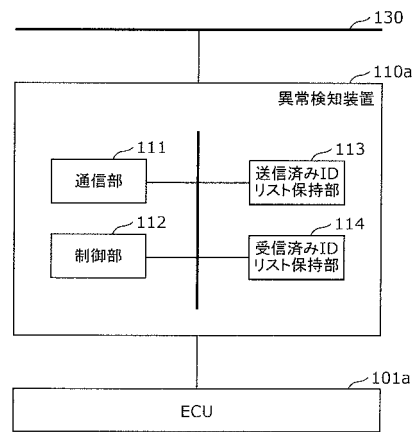 130
110a
異常検知装置
111
通信部
113
送信済みID
リスト保持部
112
制御部
114
受信済みID
リスト保持部
101a
ECU